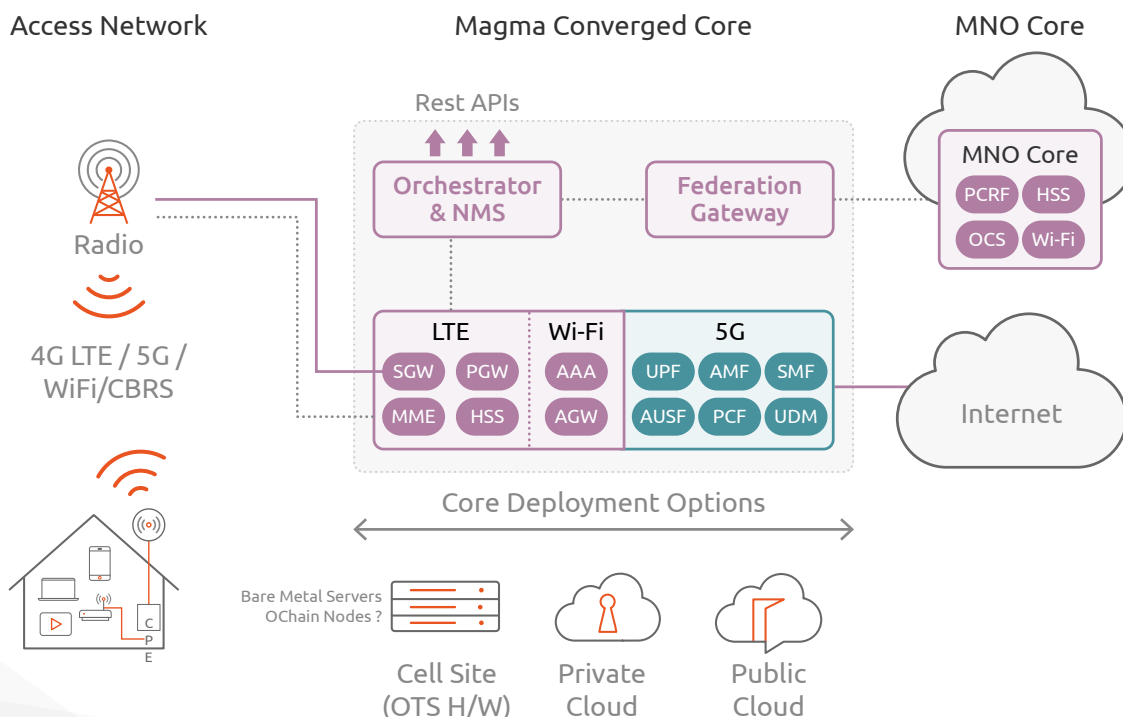 Access Network
Magma Converged Core
MNO Core
Rest APIs
Orchestrator
& NMS
Federation
Gateway
MNO Core
PCRF HSS
OCS Wi-Fi
Radio
4G LTE / 5G /
WiFi/CBRS
LTE
SGW PGW
MME HSS
Wi-Fi
AAA
AGW
5G
UPF AMF SMF
AUSF PCF UDM
Internet
Core Deployment Options
C
P
E
Bare Metal Servers
OChain Nodes ?
Cell Site
(OTS H/W)
Private
Cloud
Public
Cloud